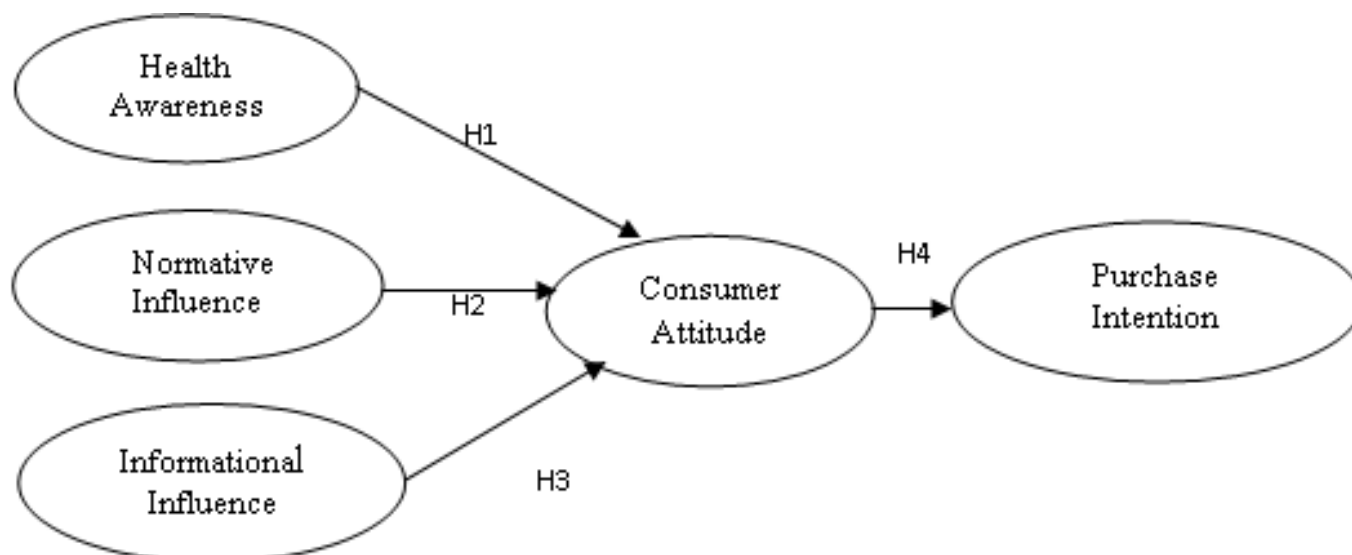 Health
Awareness
H1
Normative
Influence
H2
Consumer
Attitude
H4
Purchase
Intention
Informational
Influence
H3